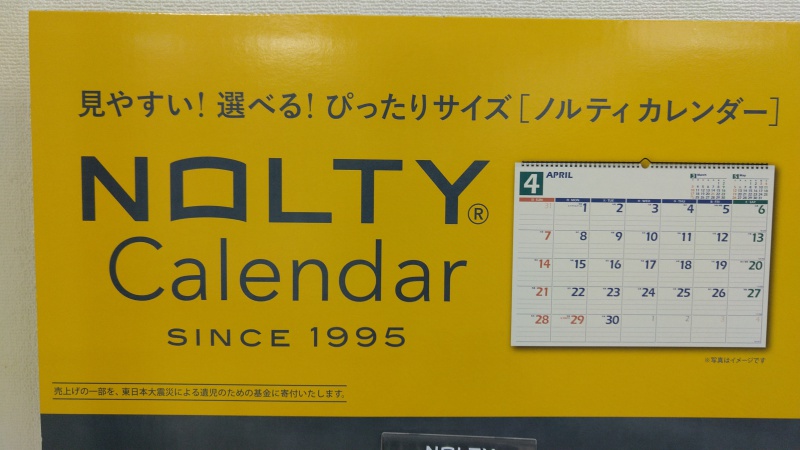 見やすい！選べる！ぴったりサイズ［ノルティカレンダー］
NOLTY®
Calendar
SINCE 1995
4 APRIL
1 2 3 4 5 6
7 8 9 10 11 12 13
14 15 16 17 18 19 20
21 22 23 24 25 26 27
28 29 30
※写真はイメージです
売上げの一部を、東日本大震災による遺児のための基金に寄付いたします。
NOLTY